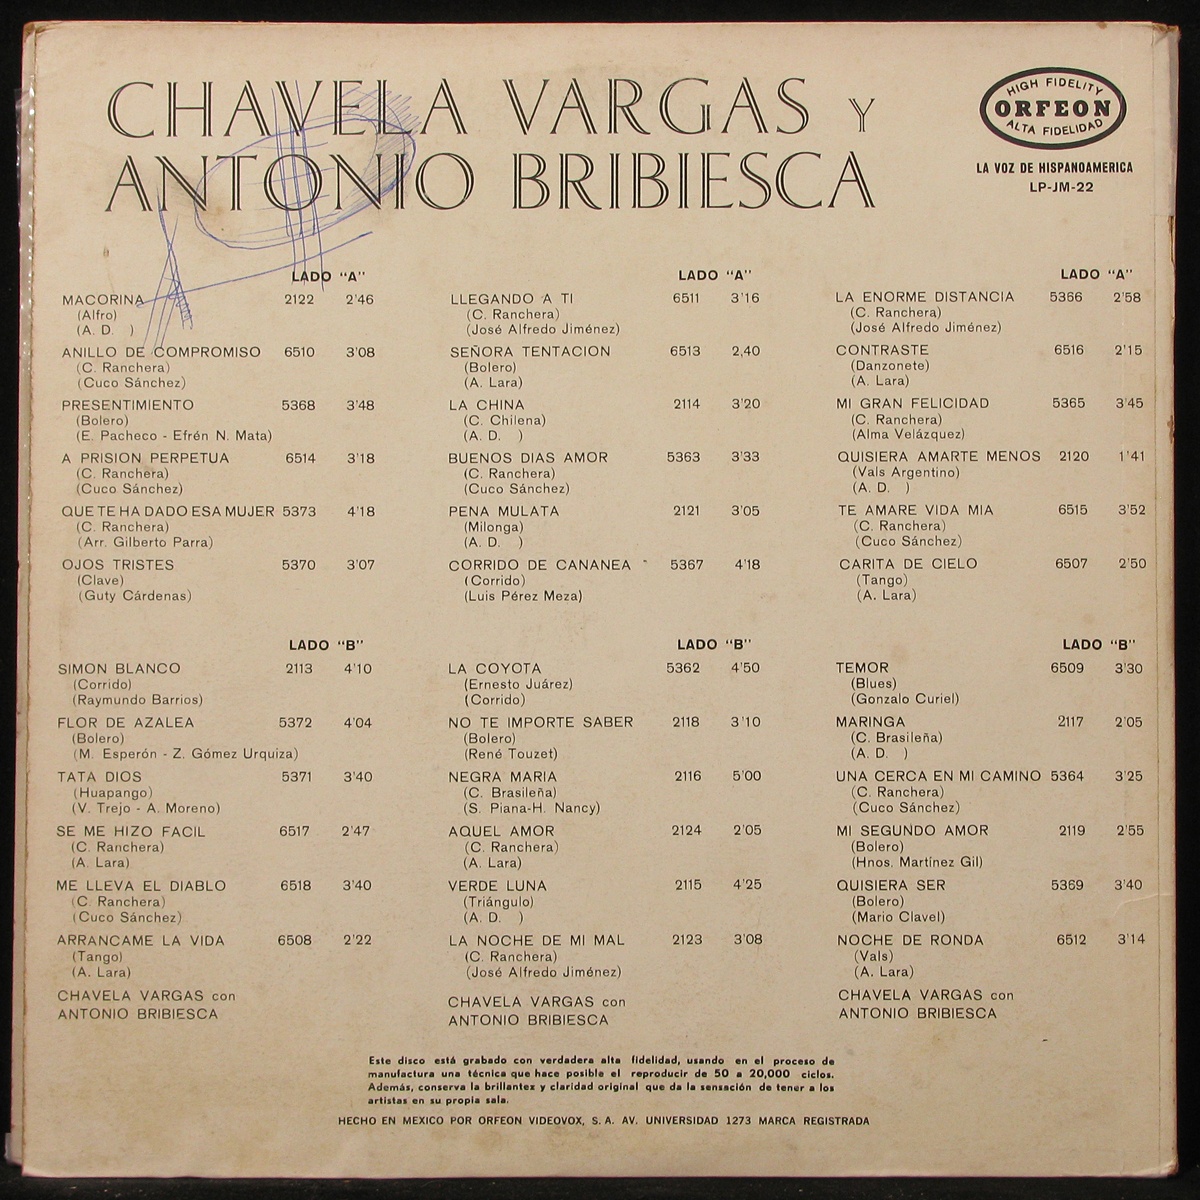 CHAVELA VARGAS Y
ANTONIO BRIBIESCA
HIGH FIDELITY
ORFEON
ALTA FIDELIDAD
LA VOZ DE HISPANOAMERICA
LP-JM-22
LADO "A"
MACORINA 2122 2'46
(Alfro)
(A. D. )
ANILLO DE COMPROMISO 6510 3'08
(C. Ranchera)
(Cuco Sánchez)
PRESENTIMIENTO 5368 3'48
(Bolero)
(E. Pacheco - Efrén N. Mata)
A PRISION PERPETUA 6514 3'18
(C. Ranchera)
(Cuco Sánchez)
QUE TE HA DADO ESA MUJER 5373 4'18
(C. Ranchera)
(Arr. Gilberto Parra)
OJOS TRISTES 5370 3'07
(Clave)
(Guty Cárdenas)
LADO "B"
SIMON BLANCO 2113 4'10
(Corrido)
(Raymundo Barrios)
FLOR DE AZALEA 5372 4'04
(Bolero)
(M. Esperón - Z. Gómez Urquiza)
TATA DIOS 5371 3'40
(Huapango)
(V. Trejo - A. Moreno)
SE ME HIZO FACIL 6517 2'47
(C. Ranchera)
(A. Lara)
ME LLEVA EL DIABLO 6518 3'40
(C. Ranchera)
(Cuco Sánchez)
ARRANCAME LA VIDA 6508 2'22
(Tango)
(A. Lara)
CHAVELA VARGAS con
ANTONIO BRIBIESCA
LADO "A"
LLEGANDO A TI 6511 3'16
(C. Ranchera)
(José Alfredo Jiménez)
SEÑORA TENTACION 6513 2,40
(Bolero)
(A. Lara)
LA CHINA 2114 3'20
(C. Chilena)
(A. D. )
BUENOS DIAS AMOR 5363 3'33
(C. Ranchera)
(Cuco Sánchez)
PENA MULATA 2121 3'05
(Milonga)
(A. D. )
CORRIDO DE CANANEA 5367 4'18
(Corrido)
(Luis Pérez Meza)
LADO "B"
LA COYOTA 5362 4'50
(Ernesto Juárez)
(Corrido)
NO TE IMPORTE SABER 2118 3'10
(Bolero)
(René Touzet)
NEGRA MARIA 2116 5'00
(C. Brasileña)
(S. Piana-H. Nancy)
AQUEL AMOR 2124 2'05
(C. Ranchera)
(A. Lara)
VERDE LUNA 2115 4'25
(Triángulo)
(A. D. )
LA NOCHE DE MI MAL 2123 3'08
(C. Ranchera)
(José Alfredo Jiménez)
CHAVELA VARGAS con
ANTONIO BRIBIESCA
LADO "A"
LA ENORME DISTANCIA 5366 2'58
(C. Ranchera)
(José Alfredo Jiménez)
CONTRASTE 6516 2'15
(Danzonete)
(A. Lara)
MI GRAN FELICIDAD 5365 3'45
(C. Ranchera)
(Alma Velázquez)
QUISIERA AMARTE MENOS 2120 1'41
(Vals Argentino)
(A. D. )
TE AMARE VIDA MIA 6515 3'52
(C. Ranchera)
(Cuco Sánchez)
CARITA DE CIELO 6507 2'50
(Tango)
(A. Lara)
LADO "B"
TEMOR 6509 3'30
(Blues)
(Gonzalo Curiel)
MARINGA 2117 2'05
(C. Brasileña)
(A. D. )
UNA CERCA EN MI CAMINO 5364 3'25
(C. Ranchera)
(Cuco Sánchez)
MI SEGUNDO AMOR 2119 2'55
(Bolero)
(Hnos. Martínez Gil)
QUISIERA SER 5369 3'40
(Bolero)
(Mario Clavel)
NOCHE DE RONDA 6512 3'14
(Vals)
(A. Lara)
CHAVELA VARGAS con
ANTONIO BRIBIESCA
Este disco está grabado con verdadera alta fidelidad, usando en el proceso de
manufactura una técnica que hace posible el reproducir de 50 a 20,000 ciclos.
Además, conserva la brillantex y claridad original que da la sensación de tener a los
artistas en su propia sala.
HECHO EN MEXICO POR ORFEON VIDEOVOX, S. A. AV. UNIVERSIDAD 1273 MARCA REGISTRADA